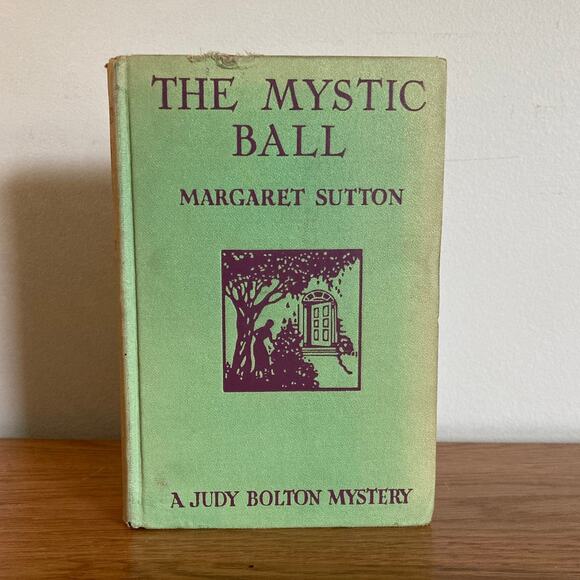 THE MYSTIC
BALL
MARGARET SUTTON
A JUDY BOLTON MYSTERY